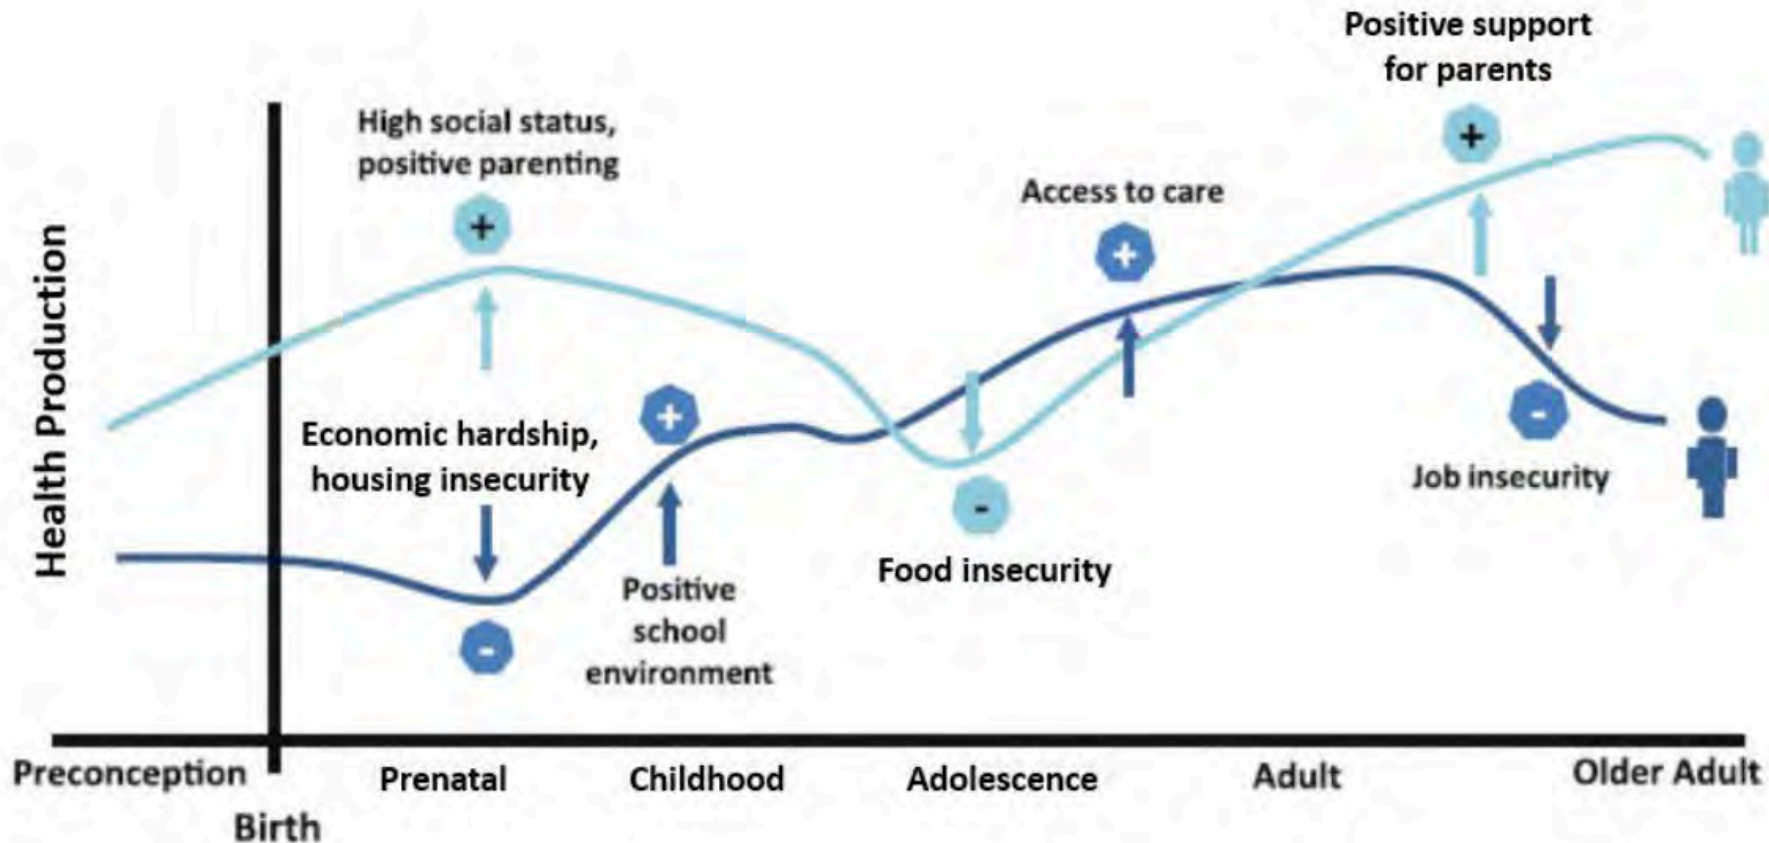 Positive support
for parents
+
High social status,
positive parenting
+
Access to care
+
Health Production
Economic hardship,
housing insecurity
+
-
Job insecurity
-
Food insecurity
Positive
school
environment
-
Preconception
Birth
Prenatal
Childhood
Adolescence
Adult
Older Adult